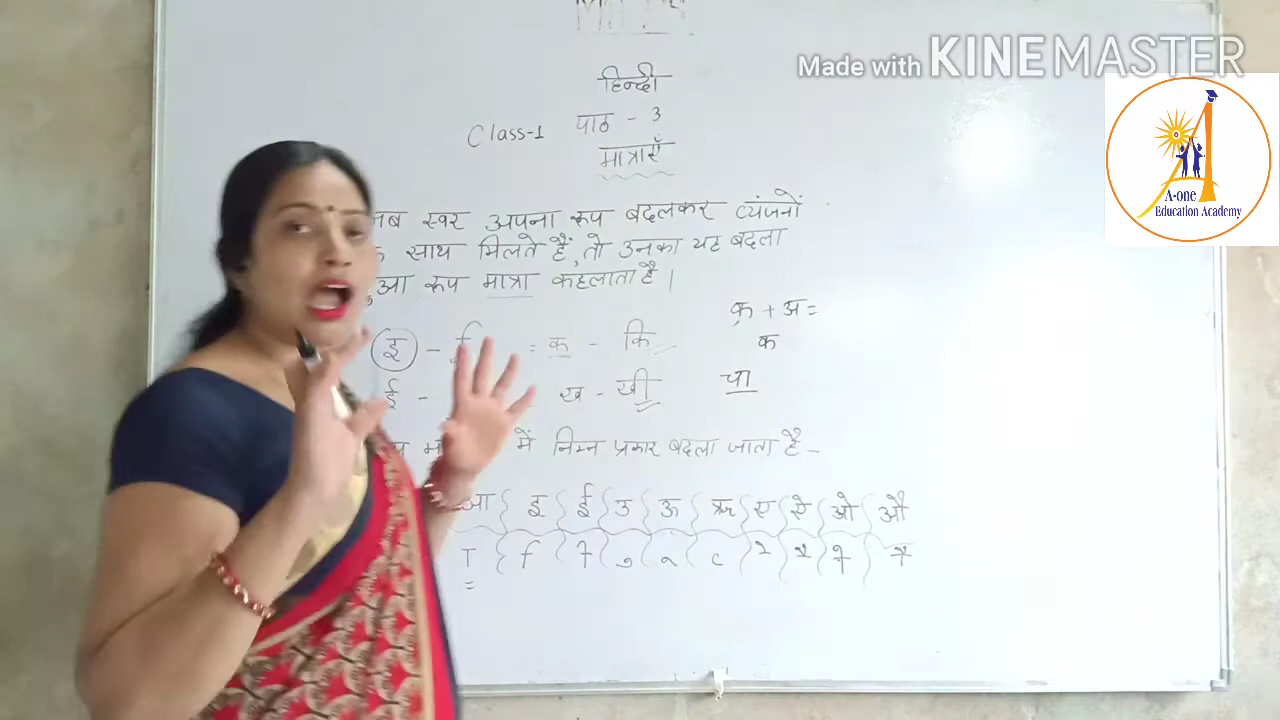 Made with KINEMASTER
हिन्दी
Class-1 पाठ - 3
मात्राएँ
A-one
Education Academy
स्वर अपना रूप बदलकर व्यंजनों
साथ मिलते हैं, तो उनका यह बदला
रूप मात्रा कहलाता है।
क + अ =
इ - = क - कि क
ई - ख - खी चा
में निम्न प्रकार बदला जाता है -
आ इ ई उ ऊ ऋ ए ऐ ओ औ
ा ि ी ु ू ृ े ै ो ौ